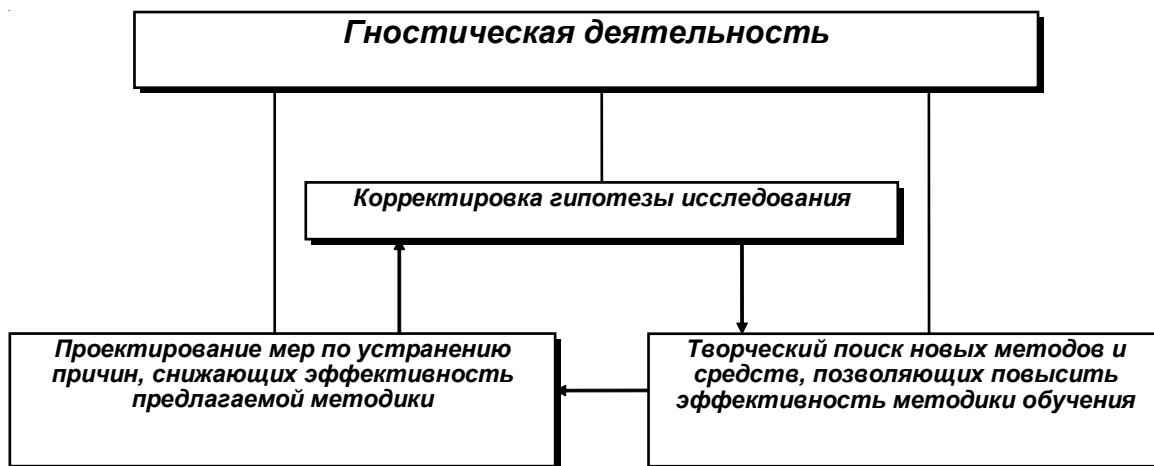 Гностическая деятельность
Корректировка гипотезы исследования
Проектирование мер по устранению
причин, снижающих эффективность
предлагаемой методики
Творческий поиск новых методов и
средств, позволяющих повысить
эффективность методики обучения